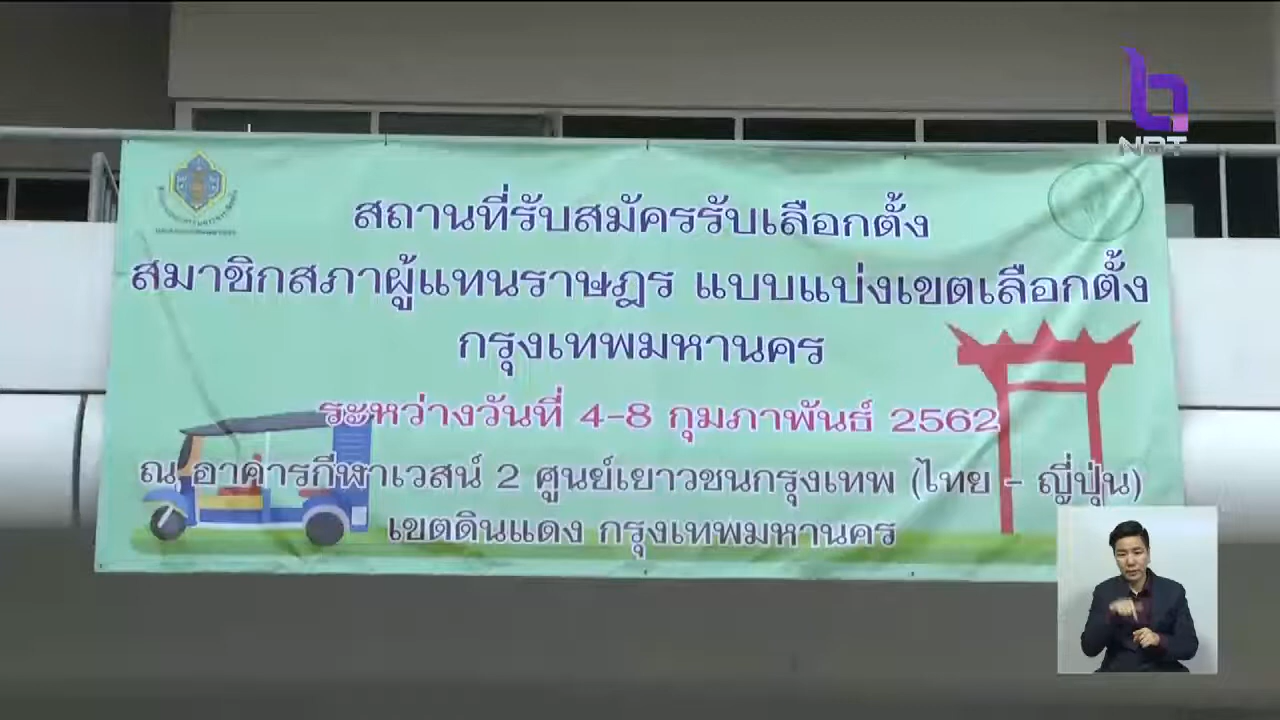 NBT
สถานที่รับสมัครรับเลือกตั้ง
สมาชิกสภาผู้แทนราษฎร แบบแบ่งเขตเลือกตั้ง
กรุงเทพมหานคร
ระหว่างวันที่ 4-8 กุมภาพันธ์ 2562
ณ อาคารกีฬาเวสน์ 2 ศูนย์เยาวชนกรุงเทพ (ไทย - ญี่ปุ่น)
เขตดินแดง กรุงเทพมหานคร